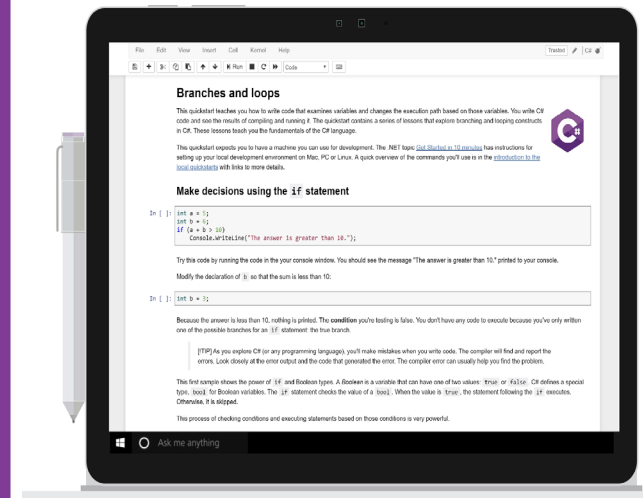 File Edit View Insert Cell Kernel Help Trusted C#
Run Code
Branches and loops
This quickstart teaches you how to write code that examines variables and changes the execution path based on those variables. You write C#
code and see the results of compiling and running it. The quickstart contains a series of lessons that explore branching and looping constructs
in C#. These lessons teach you the fundamentals of the C# language.
C#
This quickstart expects you to have a machine you can use for development. The .NET topic Get Started in 10 minutes has instructions for
setting up your local development environment on Mac, PC or Linux. A quick overview of the commands you'll use is in the introduction to the
local quickstarts with links to more details.
Make decisions using the if statement
In [ ]: int a = 5;
int b = 6;
if (a + b > 10)
Console.WriteLine("The answer is greater than 10.");
Try this code by running the code in your console window. You should see the message "The answer is greater than 10." printed to your console.
Modify the declaration of b so that the sum is less than 10:
In [ ]: int b = 3;
Because the answer is less than 10, nothing is printed. The condition you're testing is false. You don't have any code to execute because you've only written
one of the possible branches for an if statement: the true branch.
[!TIP] As you explore C# (or any programming language), you'll make mistakes when you write code. The compiler will find and report the
errors. Look closely at the error output and the code that generated the error. The compiler error can usually help you find the problem.
This first sample shows the power of if and Boolean types. A Boolean is a variable that can have one of two values: true or false. C# defines a special
type, bool for Boolean variables. The if statement checks the value of a bool. When the value is true, the statement following the if executes.
Otherwise, it is skipped.
This process of checking conditions and executing statements based on those conditions is very powerful.
Ask me anything